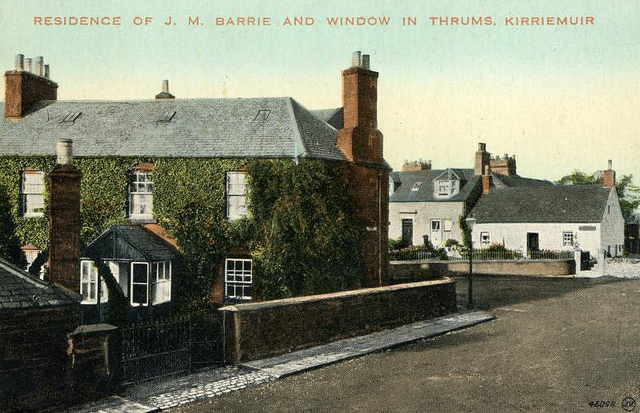 RESIDENCE OF J. M. BARRIE AND WINDOW IN THRUMS, KIRRIEMUIR